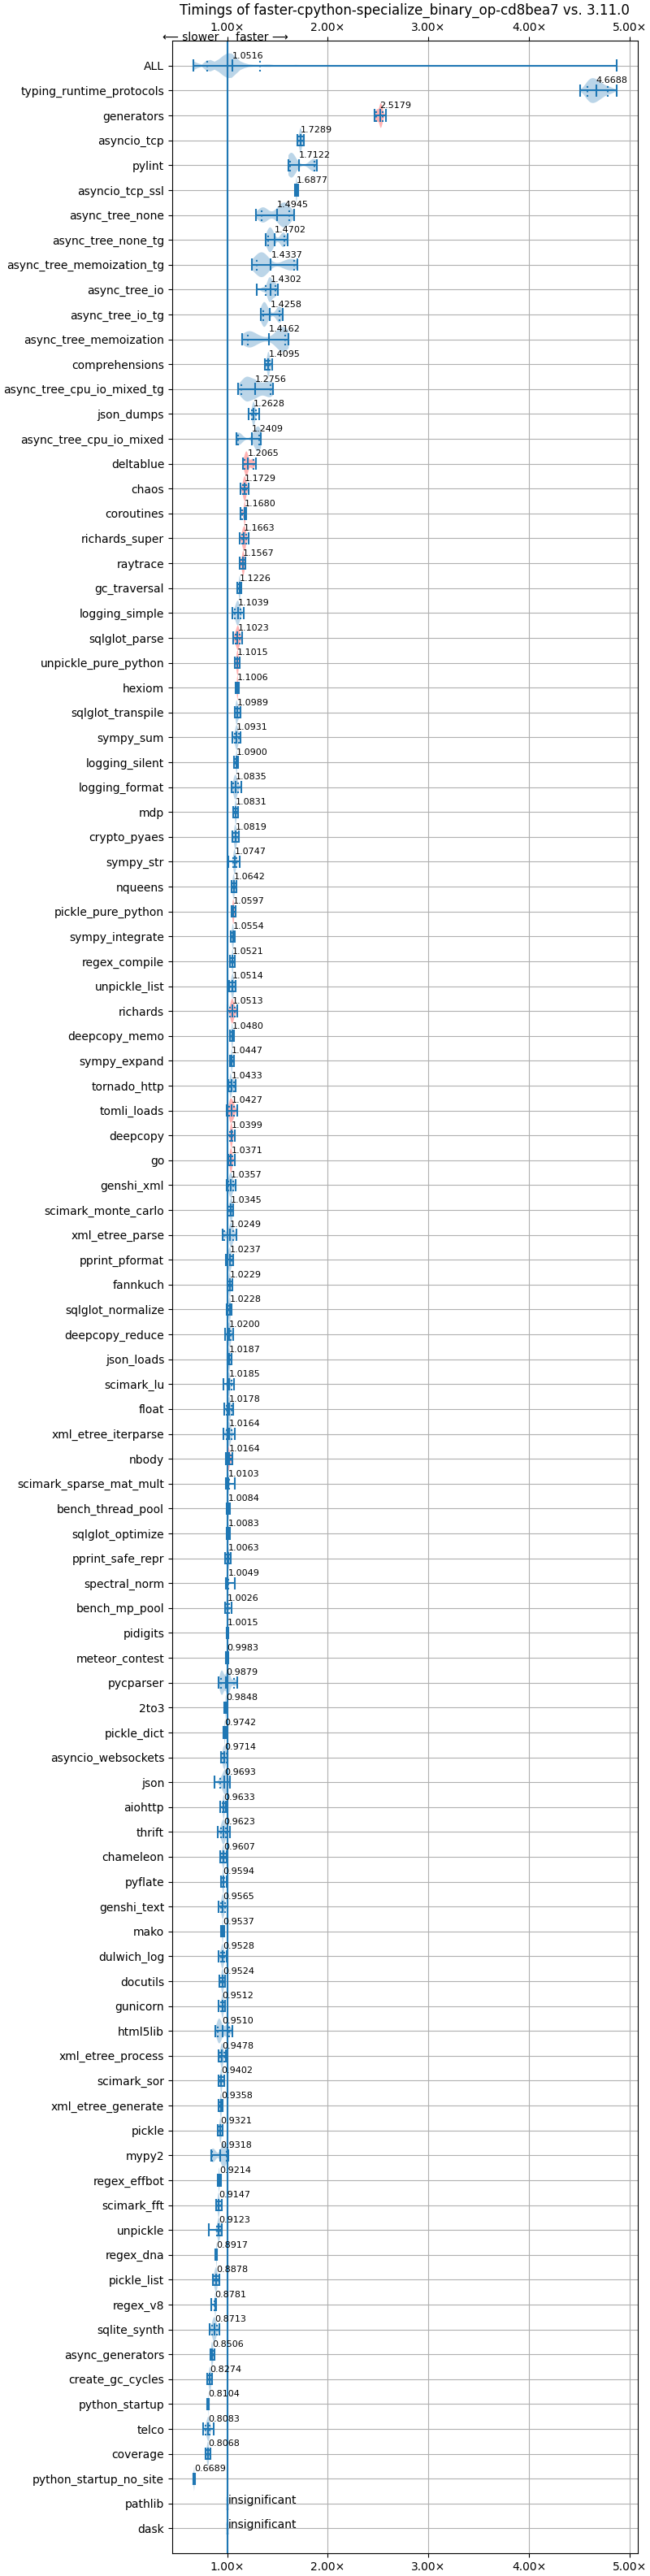 Timings of faster-cpython-specialize_binary_op-cd8bea7 vs. 3.11.0
1.00× 2.00× 3.00× 4.00× 5.00×
⟵ slower faster ⟶
ALL 1.0516
typing_runtime_protocols 4.6688
generators 2.5179
asyncio_tcp 1.7289
pylint 1.7122
asyncio_tcp_ssl 1.6877
async_tree_none 1.4945
async_tree_none_tg 1.4702
async_tree_memoization_tg 1.4337
async_tree_io 1.4302
async_tree_io_tg 1.4258
async_tree_memoization 1.4162
comprehensions 1.4095
async_tree_cpu_io_mixed_tg 1.2756
json_dumps 1.2628
async_tree_cpu_io_mixed 1.2409
deltablue 1.2065
chaos 1.1729
coroutines 1.1680
richards_super 1.1663
raytrace 1.1567
gc_traversal 1.1226
logging_simple 1.1039
sqlglot_parse 1.1023
unpickle_pure_python 1.1015
hexiom 1.1006
sqlglot_transpile 1.0989
sympy_sum 1.0931
logging_silent 1.0900
logging_format 1.0835
mdp 1.0831
crypto_pyaes 1.0819
sympy_str 1.0747
nqueens 1.0642
pickle_pure_python 1.0597
sympy_integrate 1.0554
regex_compile 1.0521
unpickle_list 1.0514
richards 1.0513
deepcopy_memo 1.0480
sympy_expand 1.0447
tornado_http 1.0433
tomli_loads 1.0427
deepcopy 1.0399
go 1.0371
genshi_xml 1.0357
scimark_monte_carlo 1.0345
xml_etree_parse 1.0249
pprint_pformat 1.0237
fannkuch 1.0229
sqlglot_normalize 1.0228
deepcopy_reduce 1.0200
json_loads 1.0187
scimark_lu 1.0185
float 1.0178
xml_etree_iterparse 1.0164
nbody 1.0164
scimark_sparse_mat_mult 1.0103
bench_thread_pool 1.0084
sqlglot_optimize 1.0083
pprint_safe_repr 1.0063
spectral_norm 1.0049
bench_mp_pool 1.0026
pidigits 1.0015
meteor_contest 0.9983
pycparser 0.9879
2to3 0.9848
pickle_dict 0.9742
asyncio_websockets 0.9714
json 0.9693
aiohttp 0.9633
thrift 0.9623
chameleon 0.9607
pyflate 0.9594
genshi_text 0.9565
mako 0.9537
dulwich_log 0.9528
docutils 0.9524
gunicorn 0.9512
html5lib 0.9510
xml_etree_process 0.9478
scimark_sor 0.9402
xml_etree_generate 0.9358
pickle 0.9321
mypy2 0.9318
regex_effbot 0.9214
scimark_fft 0.9147
unpickle 0.9123
regex_dna 0.8917
pickle_list 0.8878
regex_v8 0.8781
sqlite_synth 0.8713
async_generators 0.8506
create_gc_cycles 0.8274
python_startup 0.8104
telco 0.8083
coverage 0.8068
python_startup_no_site 0.6689
pathlib insignificant
dask insignificant
1.00× 2.00× 3.00× 4.00× 5.00×